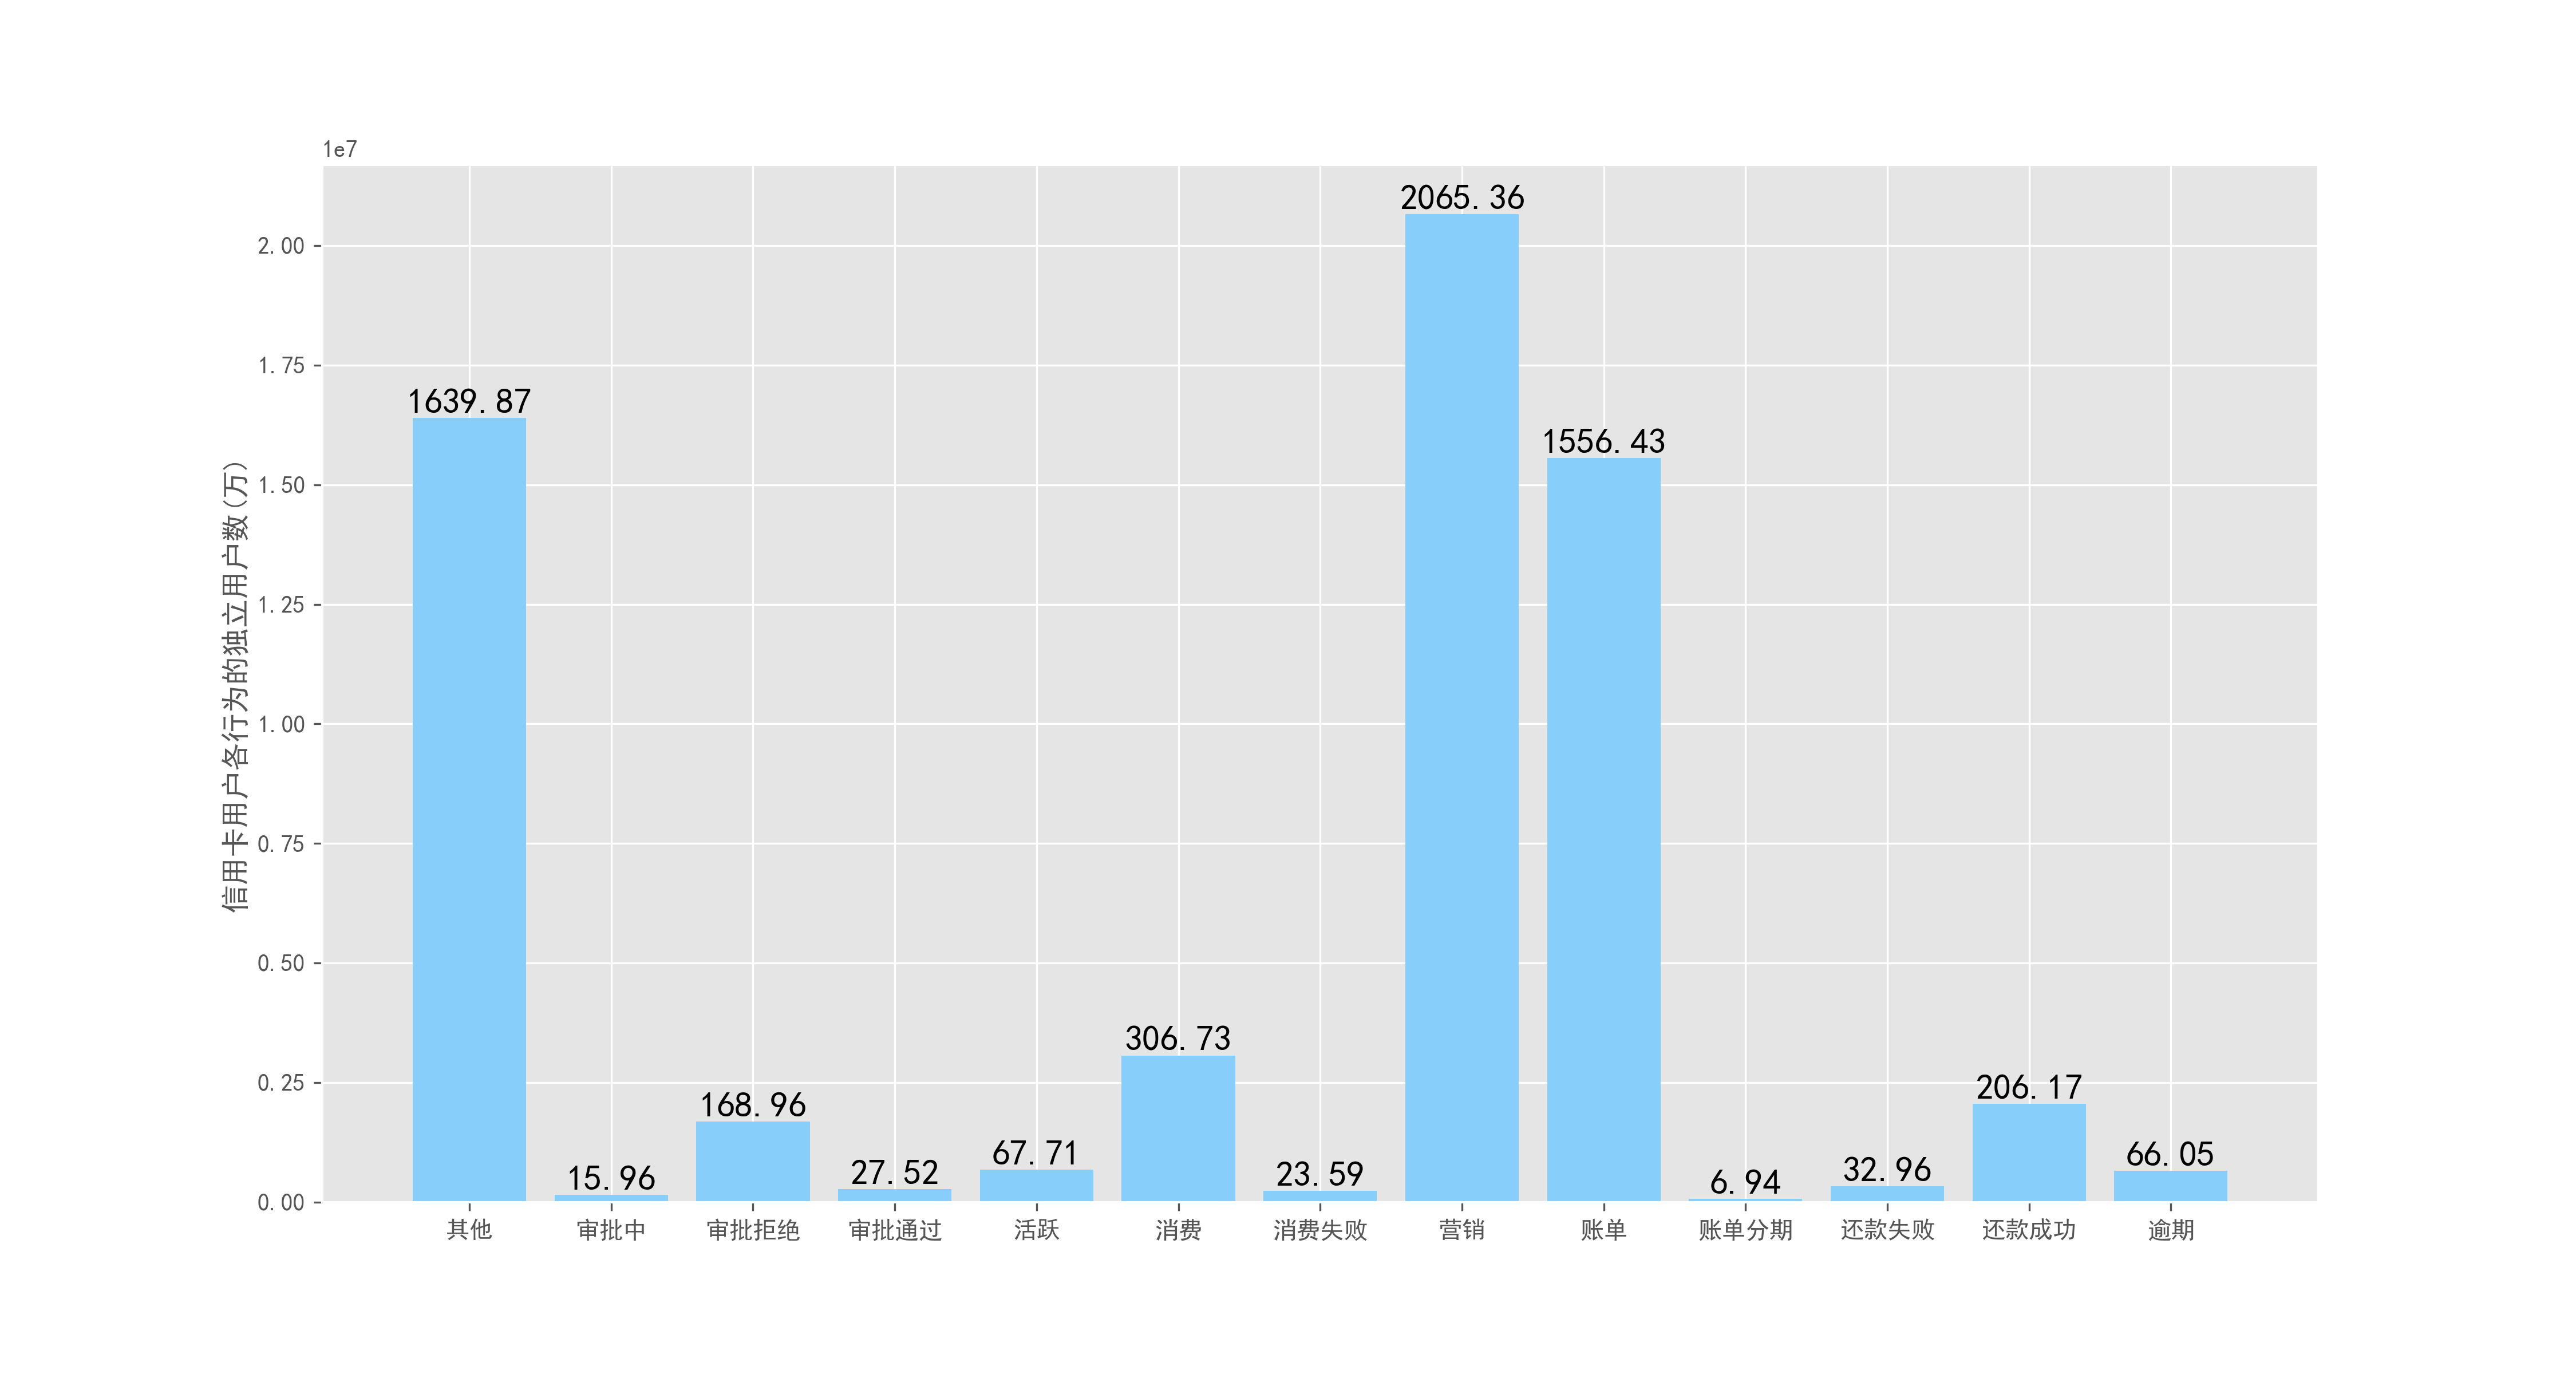 1e7
信用卡用户各行为的独立用户数(万)
2.00
1.75
1.50
1.25
1.00
0.75
0.50
0.25
0.00
1639.87
15.96
168.96
27.52
67.71
306.73
23.59
2065.36
1556.43
6.94
32.96
206.17
66.05
其他
审批中
审批拒绝
审批通过
活跃
消费
消费失败
营销
账单
账单分期
还款失败
还款成功
逾期